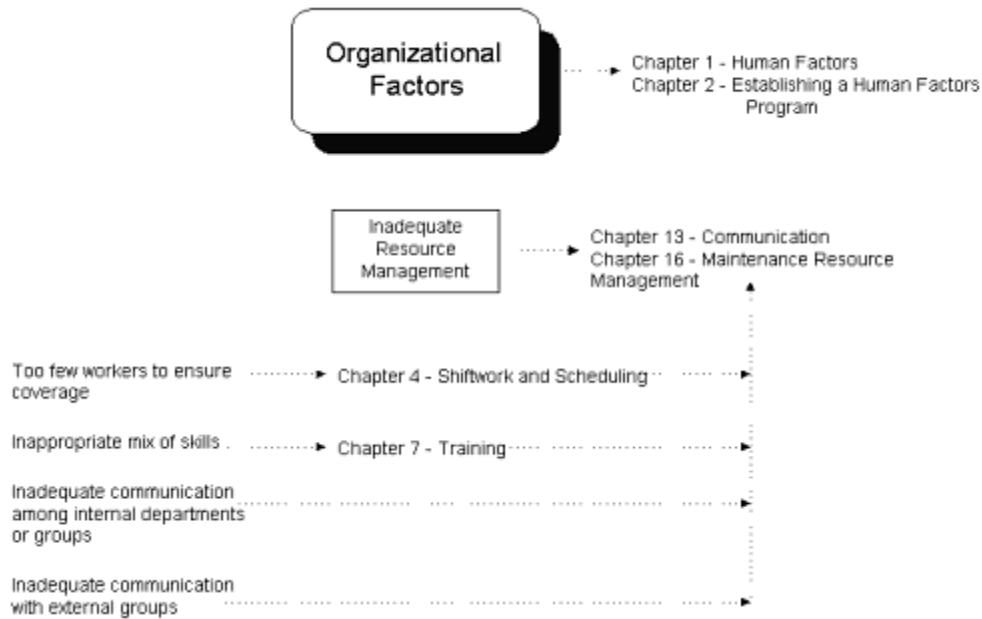 Organizational
Factors
Chapter 1 - Human Factors
Chapter 2 - Establishing a Human Factors
Program
Inadequate
Resource
Management
Chapter 13 - Communication
Chapter 16 - Maintenance Resource
Management
Too few workers to ensure
coverage
Chapter 4 - Shiftwork and Scheduling
Inappropriate mix of skills .
Chapter 7 - Training
Inadequate communication
among internal departments
or groups
Inadequate communication
with external groups